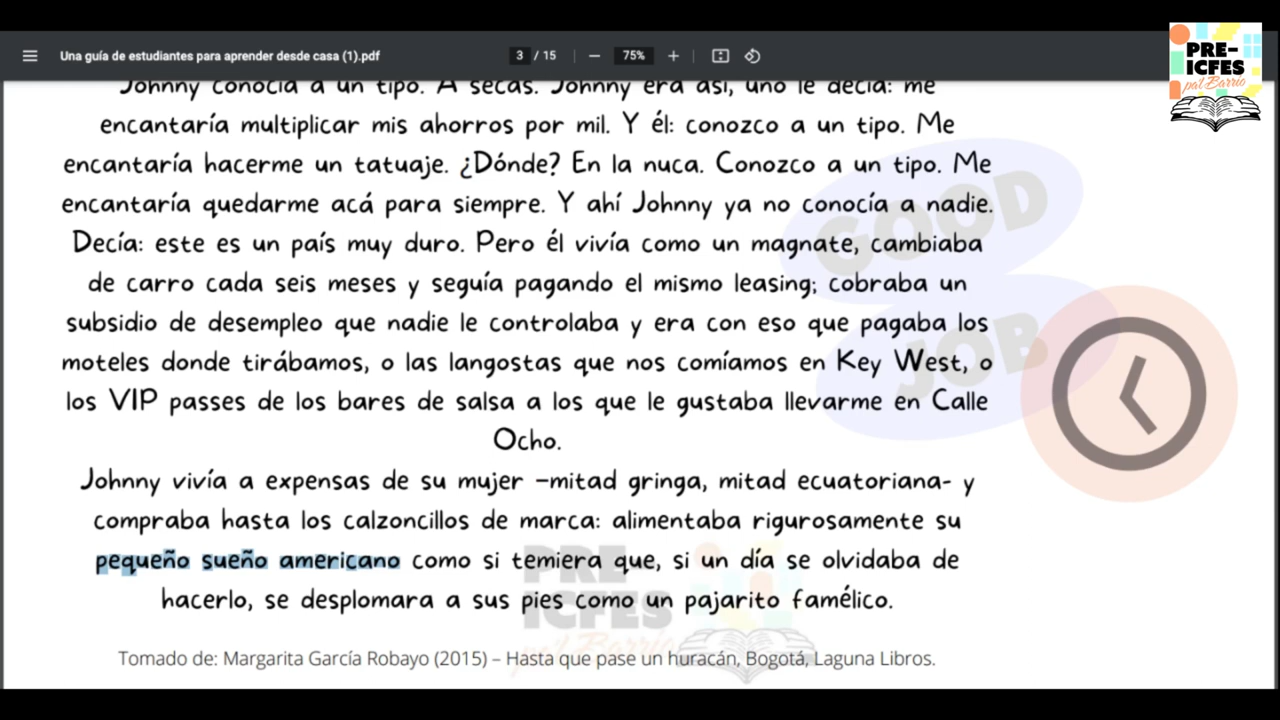 Una guía de estudiantes para aprender desde casa (1).pdf
3 / 15
75%
PRE-
ICFES
pa'l Barrio
Johnny conocía a un tipo. A secas. Johnny era así, uno le decía: me
encantaría multiplicar mis ahorros por mil. Y él: conozco a un tipo. Me
encantaría hacerme un tatuaje. ¿Dónde? En la nuca. Conozco a un tipo. Me
encantaría quedarme acá para siempre. Y ahí Johnny ya no conocía a nadie.
Decía: este es un país muy duro. Pero él vivía como un magnate, cambiaba
de carro cada seis meses y seguía pagando el mismo leasing; cobraba un
subsidio de desempleo que nadie le controlaba y era con eso que pagaba los
moteles donde tirábamos, o las langostas que nos comíamos en Key West, o
los VIP passes de los bares de salsa a los que le gustaba llevarme en Calle
Ocho.
Johnny vivía a expensas de su mujer –mitad gringa, mitad ecuatoriana- y
compraba hasta los calzoncillos de marca: alimentaba rigurosamente su
pequeño sueño americano como si temiera que, si un día se olvidaba de
hacerlo, se desplomara a sus pies como un pajarito famélico.
GOOD
JOB
PRE-
ICFES
pa'l Barrio
Tomado de: Margarita García Robayo (2015) – Hasta que pase un huracán, Bogotá, Laguna Libros.